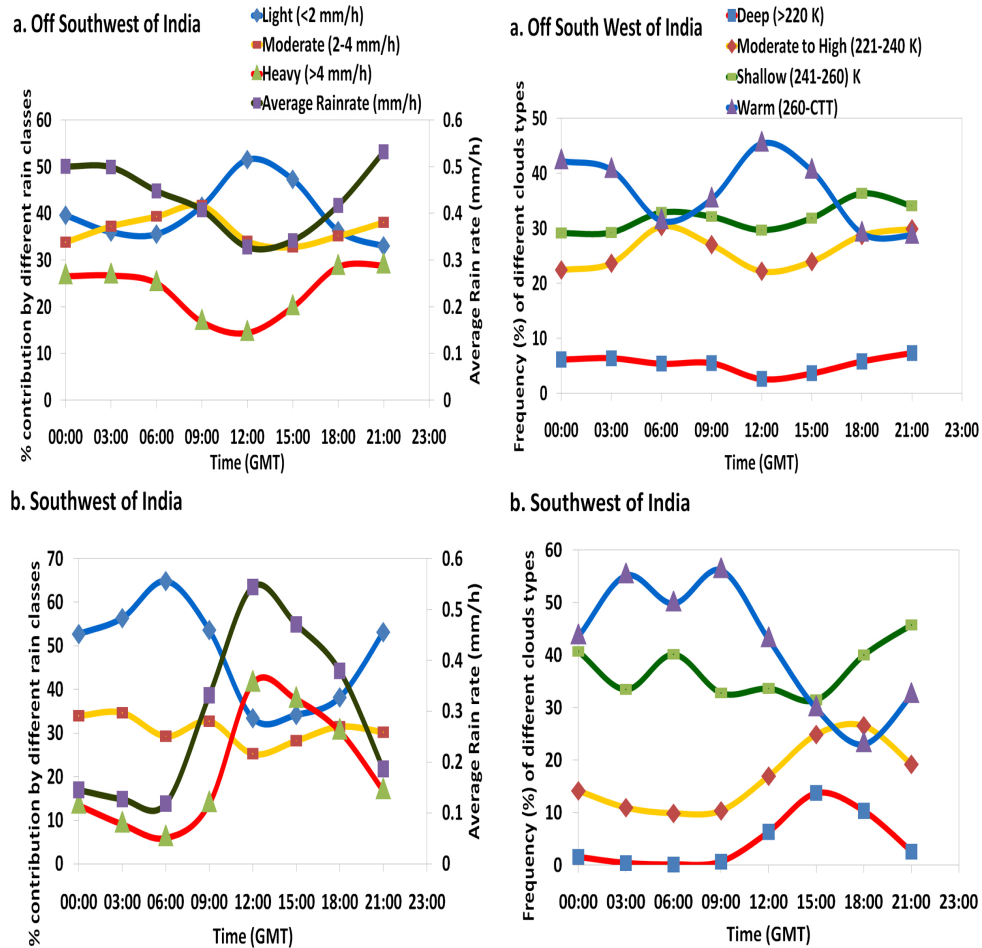 a. Off Southwest of India
Light (<2 mm/h)
Moderate (2-4 mm/h)
Heavy (>4 mm/h)
Average Rainrate (mm/h)
% contribution by different rain classes
60
50
40
30
20
10
0
0.6
0.5
0.4
0.3
0.2
0.1
0
Average Rain rate (mm/h)
00:00 03:00 06:00 09:00 12:00 15:00 18:00 21:00 23:00
Time (GMT)
a. Off South West of India
Deep (>220 K)
Moderate to High (221-240 K)
Shallow (241-260) K
Warm (260-CTT)
Frequency (%) of different clouds types
50
40
30
20
10
0
00:00 03:00 06:00 09:00 12:00 15:00 18:00 21:00 23:00
Time (GMT)
b. Southwest of India
% contribution by different rain classes
70
60
50
40
30
20
10
0
0.6
0.5
0.4
0.3
0.2
0.1
0
Average Rain rate (mm/h)
00:00 03:00 06:00 09:00 12:00 15:00 18:00 21:00 23:00
Time (GMT)
b. Southwest of India
Frequency (%) of different clouds types
60
50
40
30
20
10
0
00:00 03:00 06:00 09:00 12:00 15:00 18:00 21:00 23:00
Time (GMT)